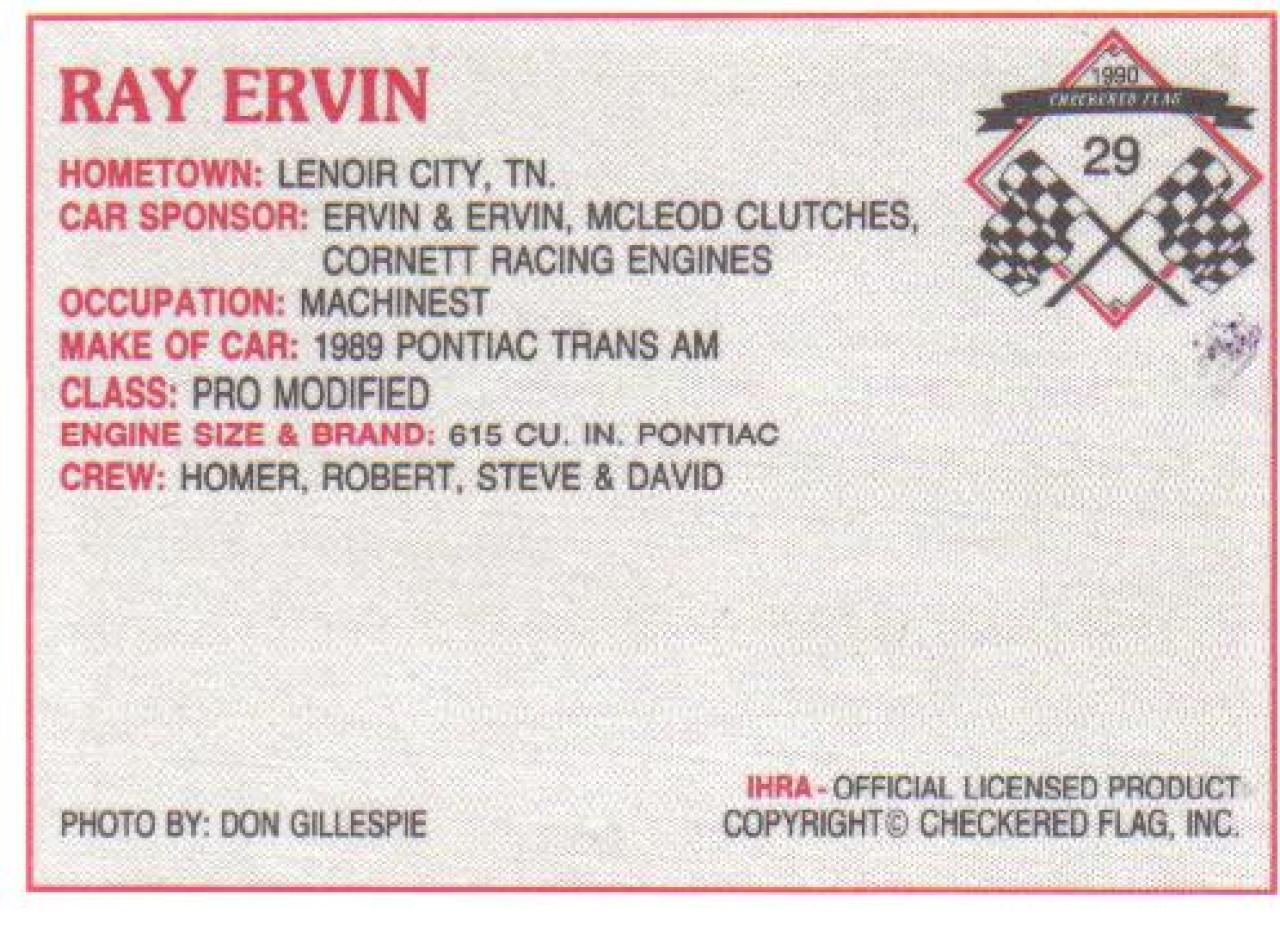 RAY ERVIN
1990
CHECKERED FLAG
29
HOMETOWN: LENOIR CITY, TN.
CAR SPONSOR: ERVIN & ERVIN, MCLEOD CLUTCHES,
CORNETT RACING ENGINES
OCCUPATION: MACHINEST
MAKE OF CAR: 1989 PONTIAC TRANS AM
CLASS: PRO MODIFIED
ENGINE SIZE & BRAND: 615 CU. IN. PONTIAC
CREW: HOMER, ROBERT, STEVE & DAVID
IHRA - OFFICIAL LICENSED PRODUCT
PHOTO BY: DON GILLESPIE
COPYRIGHT© CHECKERED FLAG, INC.